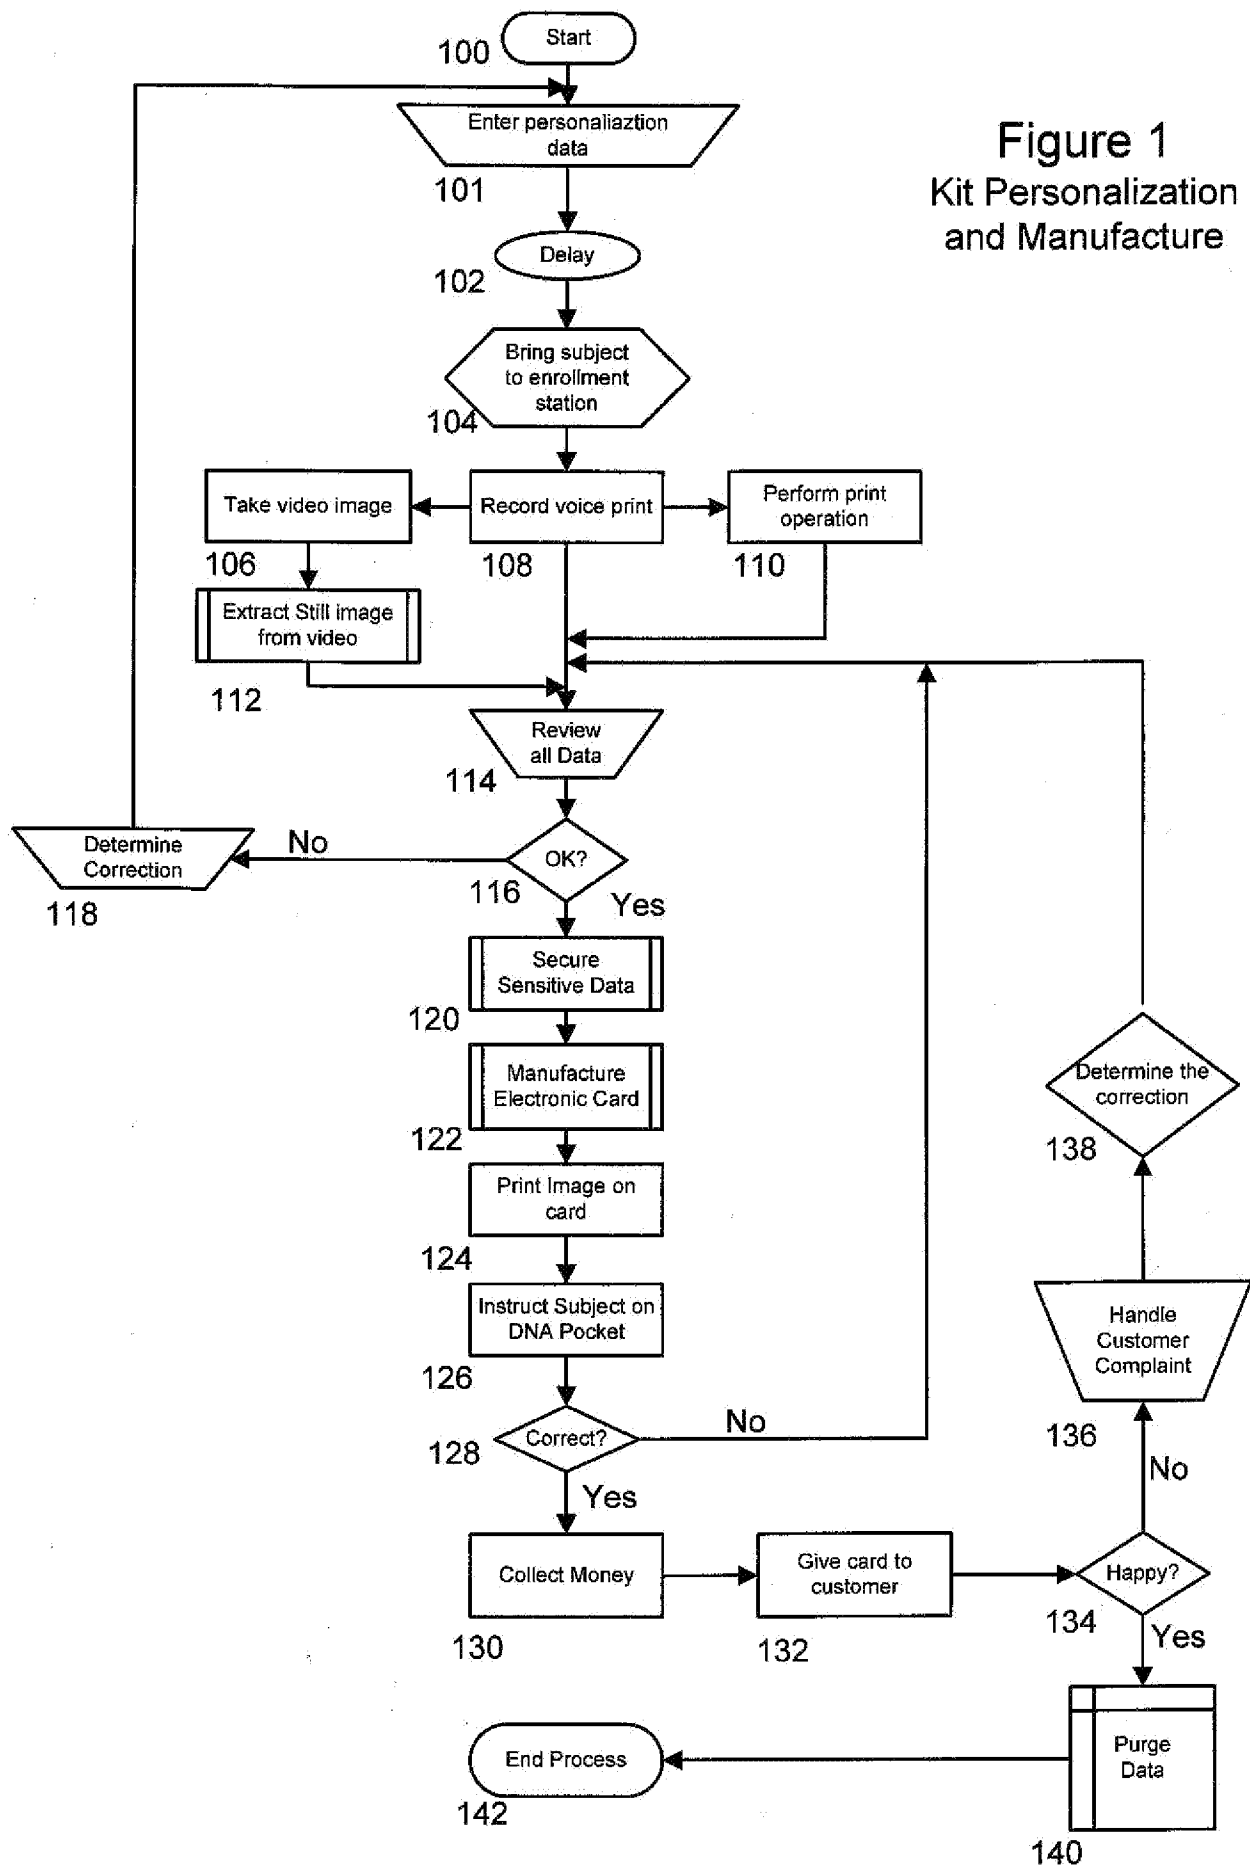 Start
100
Enter personaliaztion
data
101
Figure 1
Kit Personalization
and Manufacture
Delay
102
Bring subject
to enrollment
station
104
Take video image
Record voice print
Perform print
operation
106
108
110
Extract Still image
from video
112
Review
all Data
114
Determine
Correction
118
No
OK?
116
Yes
Secure
Sensitive Data
120
Manufacture
Electronic Card
122
Print Image on
card
124
Instruct Subject on
DNA Pocket
126
Correct?
128
No
Yes
Determine the
correction
138
Handle
Customer
Complaint
136
No
Collect Money
130
Give card to
customer
132
Happy?
134
Yes
Purge
Data
140
End Process
142